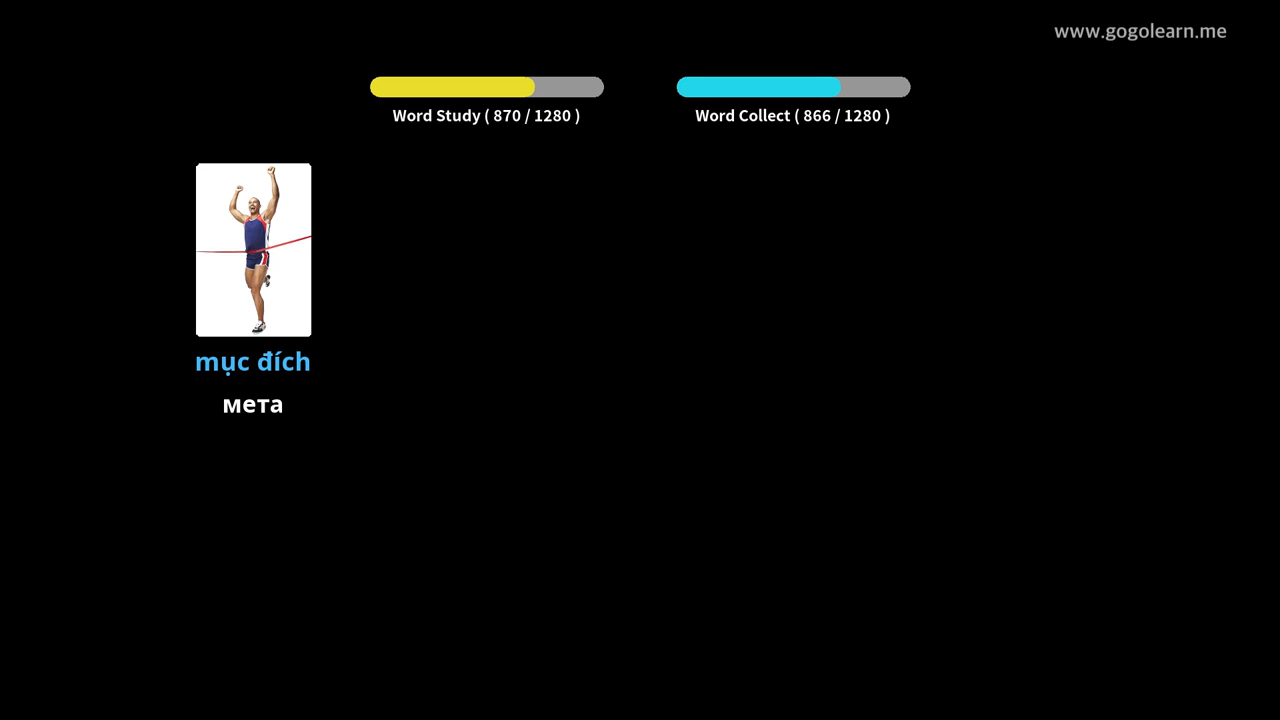 www.gogolearn.me
Word Study ( 870 / 1280 )
Word Collect ( 866 / 1280 )
mục đích
мета